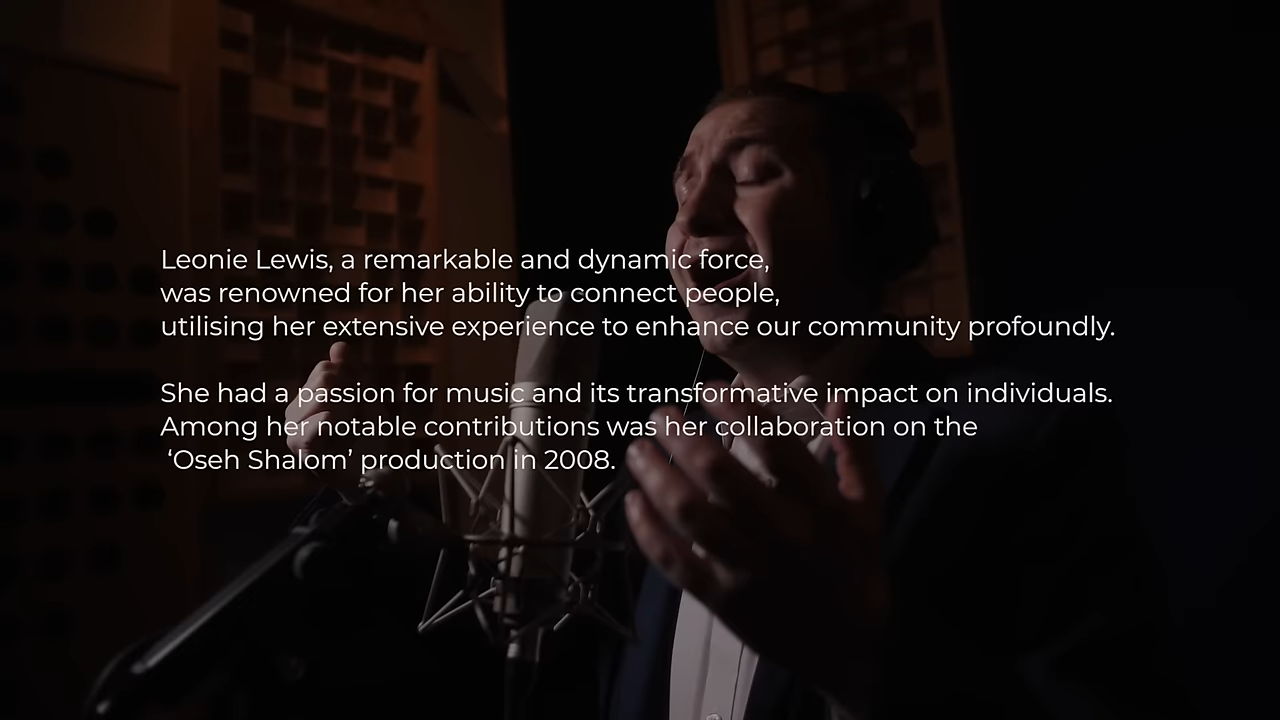 Leonie Lewis, a remarkable and dynamic force,
was renowned for her ability to connect people,
utilising her extensive experience to enhance our community profoundly.
She had a passion for music and its transformative impact on individuals.
Among her notable contributions was her collaboration on the
‘Oseh Shalom’ production in 2008.